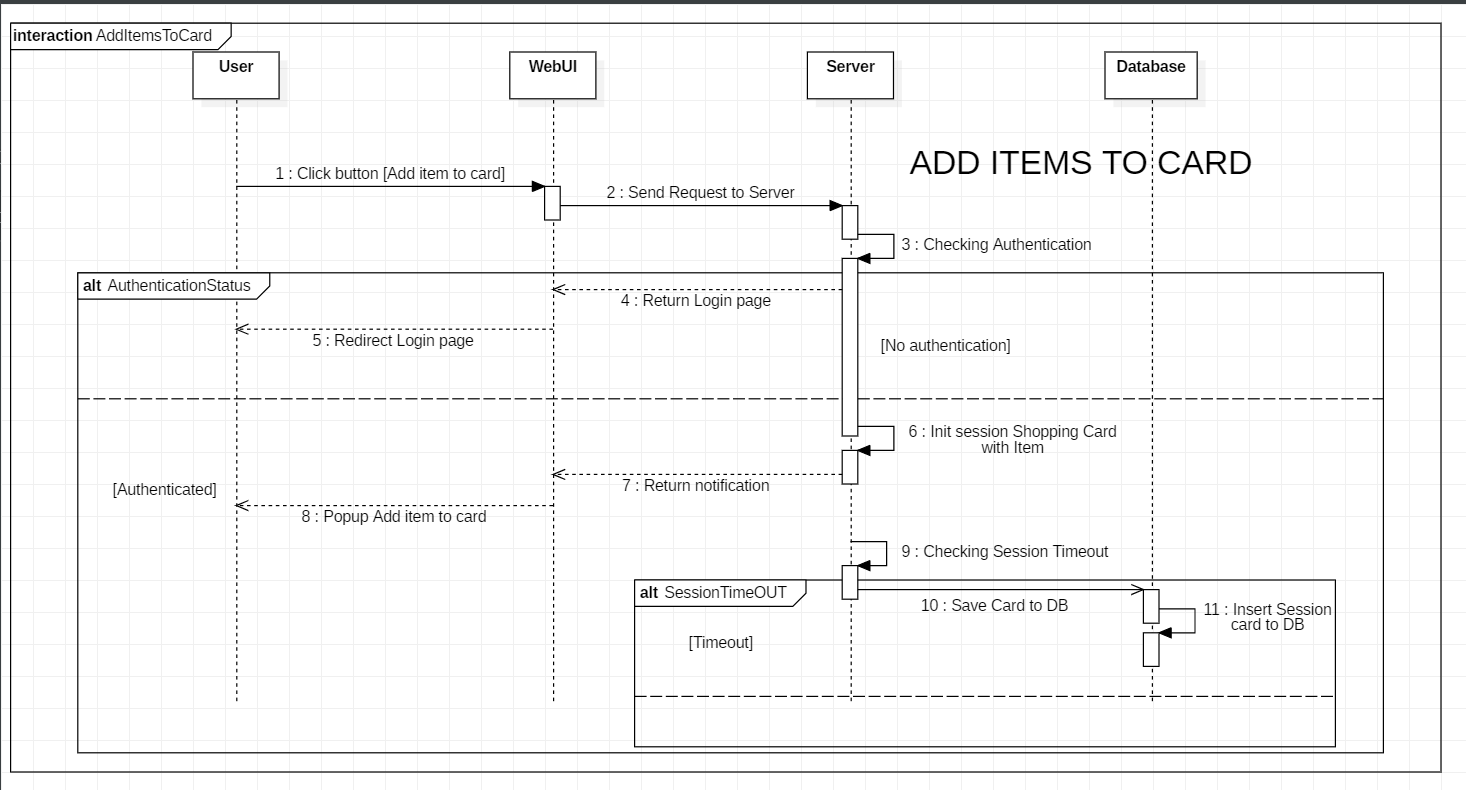 interaction AddItemsToCard
User
WebUI
Server
Database
ADD ITEMS TO CARD
1 : Click button [Add item to card]
2 : Send Request to Server
3 : Checking Authentication
alt AuthenticationStatus
4 : Return Login page
5 : Redirect Login page
[No authentication]
6 : Init session Shopping Card
with Item
7 : Return notification
[Authenticated]
8 : Popup Add item to card
9 : Checking Session Timeout
alt SessionTimeOUT
10 : Save Card to DB
11 : Insert Session
card to DB
[Timeout]